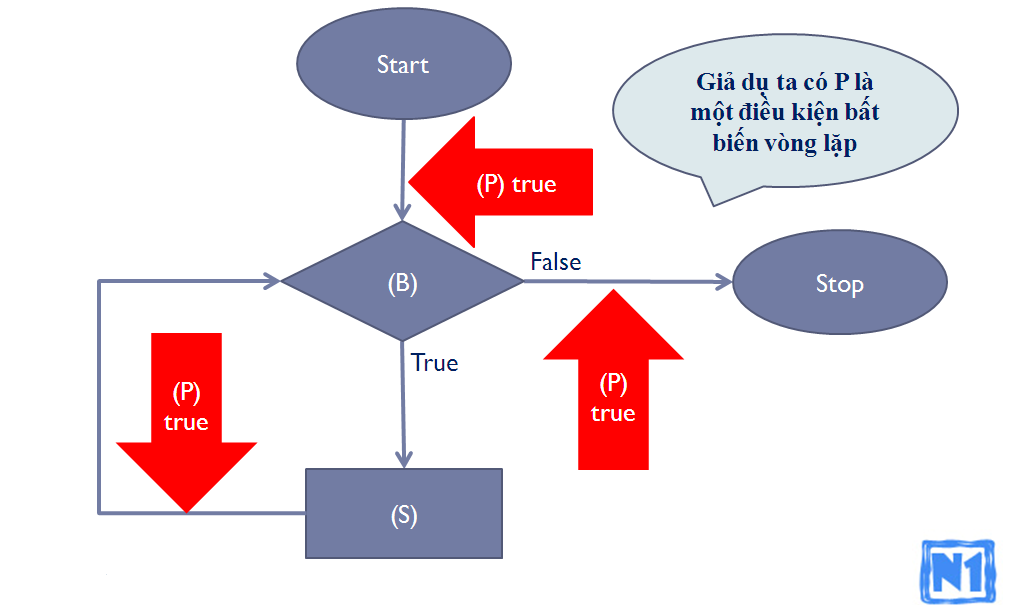 Start
Giả dụ ta có P là
một điều kiện bất
biến vòng lặp
(P) true
False
(B)
Stop
True
(P)
true
(P)
true
(S)
N1